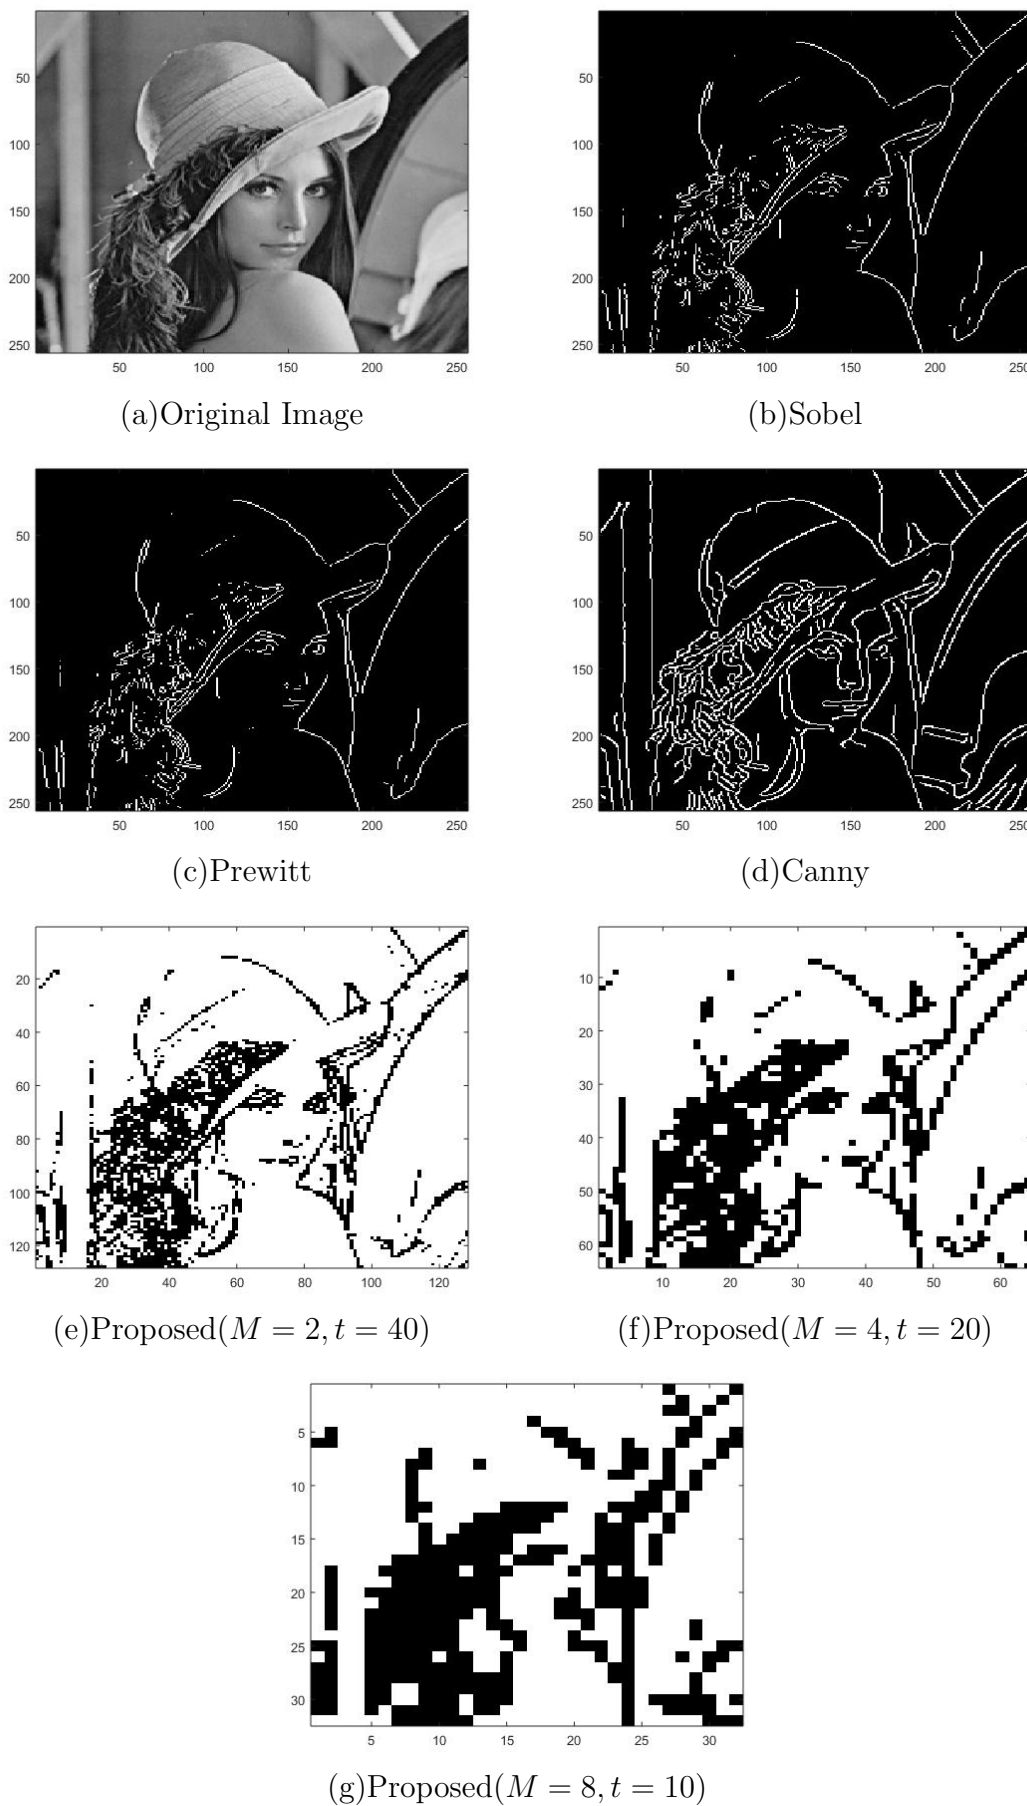 50
100
150
200
250
50 100 150 200 250
(a)Original Image
50
100
150
200
250
50 100 150 200 250
(b)Sobel
50
100
150
200
250
50 100 150 200 250
(c)Prewitt
50
100
150
200
250
50 100 150 200 250
(d)Canny
20
40
60
80
100
120
20 40 60 80 100 120
(e)Proposed(M = 2, t = 40)
10
20
30
40
50
60
10 20 30 40 50 60
(f)Proposed(M = 4, t = 20)
5
10
15
20
25
30
5 10 15 20 25 30
(g)Proposed(M = 8, t = 10)